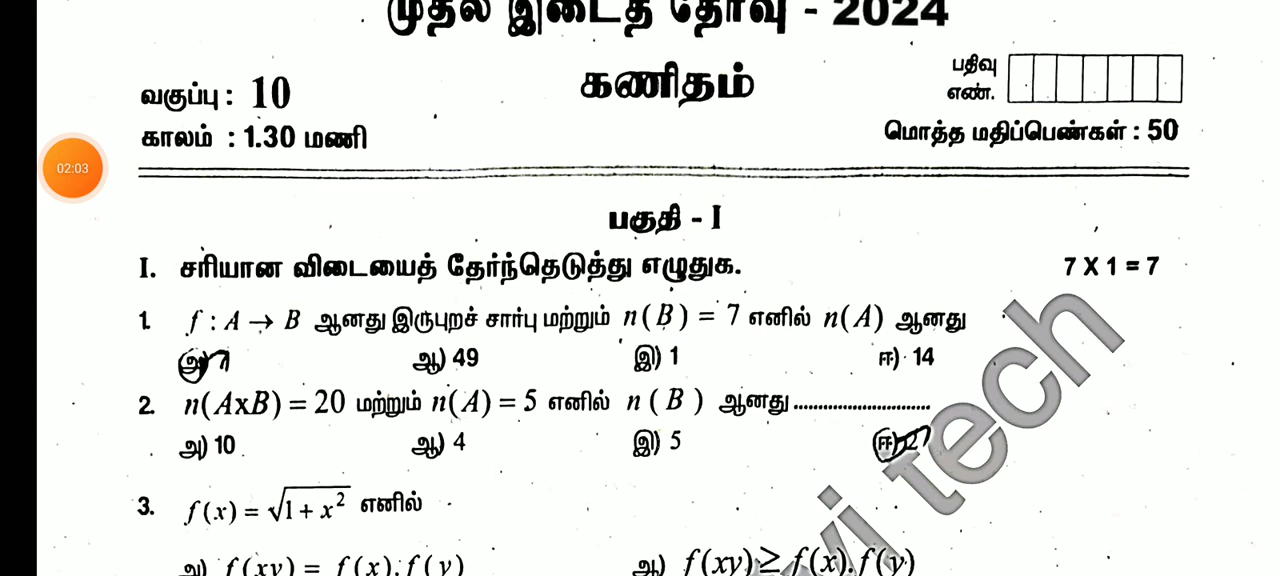 முதல் இடைத் தேர்வு - 2024
பதிவு
வகுப்பு : 10
கணிதம்
எண்.
காலம் : 1.30 மணி
மொத்த மதிப்பெண்கள் : 50
02:03
பகுதி - I
I. சரியான விடையைத் தேர்ந்தெடுத்து எழுதுக.
7 X 1 = 7
1. f : A → B ஆனது இருபுறச் சார்பு மற்றும் n(B) = 7 எனில் n(A) ஆனது
அ) 7 ஆ) 49 இ) 1 ஈ) 14
2. n(AxB) = 20 மற்றும் n(A) = 5 எனில் n(B) ஆனது ............................
அ) 10 ஆ) 4 இ) 5 ஈ) 2
3. f(x) = √1 + x² எனில்
அ) f(xy) = f(x).f(y) ஆ) f(xy) ≥ f(x).f(y)
vi tech